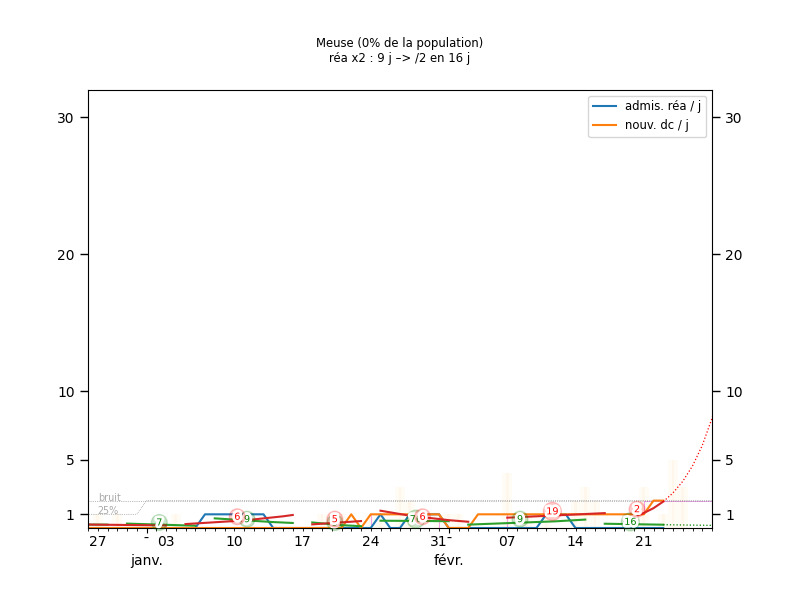 Meuse (0% de la population)
réa x2 : 9 j –> /2 en 16 j
admis. réa / j
nouv. dc / j
30 30
20 20
10 10
5 5
1 1
bruit
25%
7 6 9 5 7 6 9 19 16 2
27 - 03 10 17 24 31- 07 14 21
janv. févr.